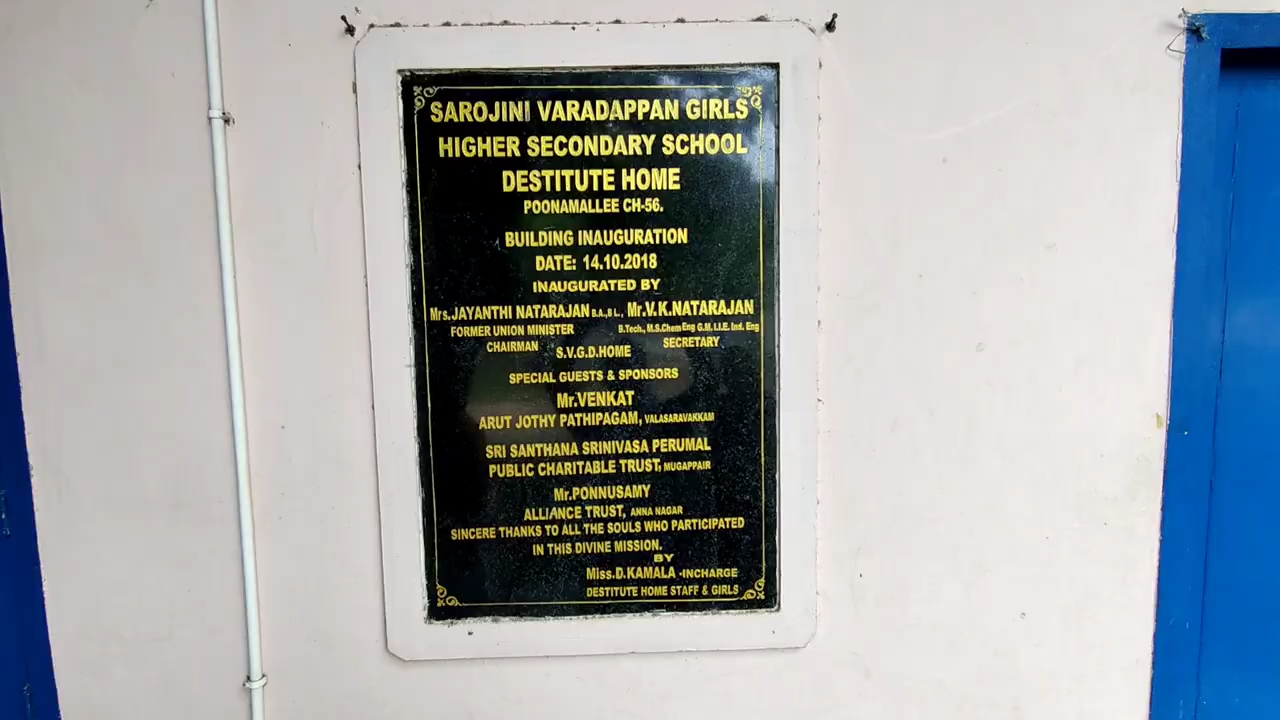 SAROJINI VARADAPPAN GIRLS
HIGHER SECONDARY SCHOOL
DESTITUTE HOME
POONAMALLEE CH-56.
BUILDING INAUGURATION
DATE: 14.10.2018
INAUGURATED BY
Mrs.JAYANTHI NATARAJAN B.A.,B L., Mr.V.K.NATARAJAN
FORMER UNION MINISTER B.Tech., M.S.Chem Eng G.M. I.I.E. Ind. Eng
CHAIRMAN S.V.G.D.HOME SECRETARY
SPECIAL GUESTS & SPONSORS
Mr.VENKAT
ARUT JOTHY PATHIPAGAM, VALASARAVAKKAM
SRI SANTHANA SRINIVASA PERUMAL
PUBLIC CHARITABLE TRUST, MUGAPPAIR
Mr.PONNUSAMY
ALLIANCE TRUST, ANNA NAGAR
SINCERE THANKS TO ALL THE SOULS WHO PARTICIPATED
IN THIS DIVINE MISSION.
BY
Miss.D.KAMALA -INCHARGE
DESTITUTE HOME STAFF & GIRLS